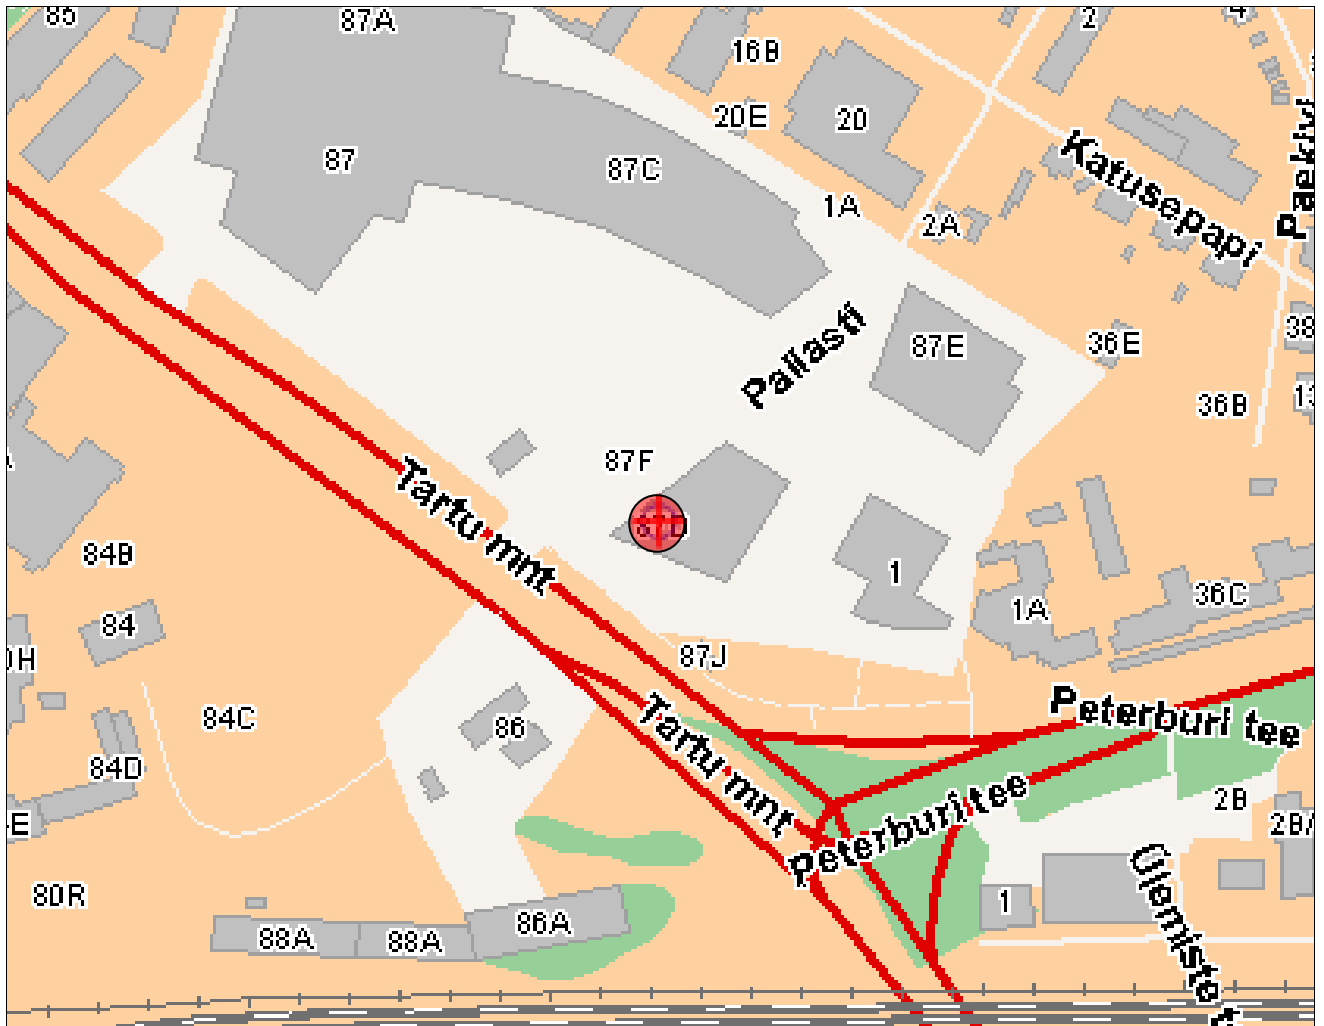 85
87A
2
4
16B
20E
20
87
87C
Katusepapi
1A
2A
Pallasti
87E
36E
38
36B
87F
Tartu mnt
87D
84B
1
1A
36C
84
87J
84C
86
Tartu mnt
Peterburi tee
84D
Peterburi tee
2B
80R
88A
88A
86A
1